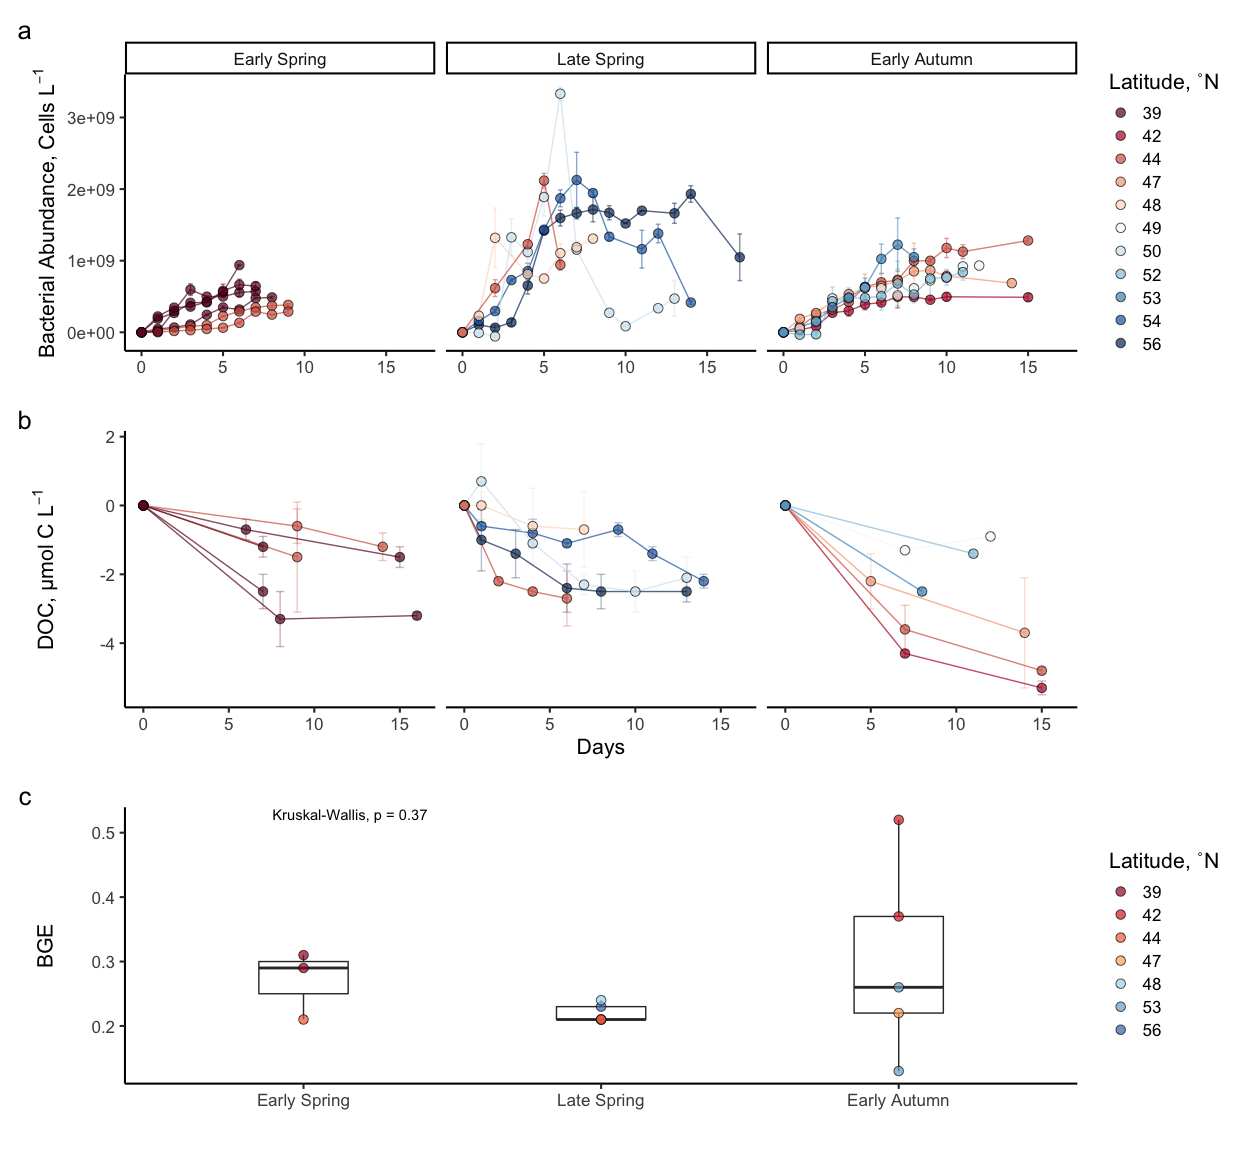 a
Early Spring
Late Spring
Early Autumn
Bacterial Abundance, Cells L⁻¹
3e+09
2e+09
1e+09
0e+00
0 5 10 15
0 5 10 15
0 5 10 15
Latitude, °N
39
42
44
47
48
49
50
52
53
54
56
b
DOC, μmol C L⁻¹
2
0
-2
-4
0 5 10 15
0 5 10 15
0 5 10 15
Days
c
Kruskal-Wallis, p = 0.37
BGE
0.5
0.4
0.3
0.2
Early Spring
Late Spring
Early Autumn
Latitude, °N
39
42
44
47
48
53
56